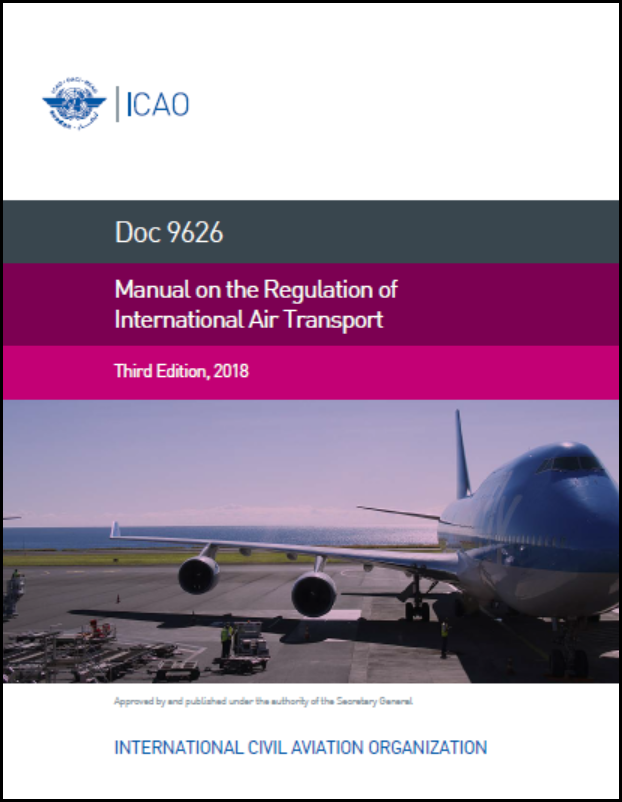 ICAO
Doc 9626
Manual on the Regulation of
International Air Transport
Third Edition, 2018
Approved by and published under the authority of the Secretary General
INTERNATIONAL CIVIL AVIATION ORGANIZATION